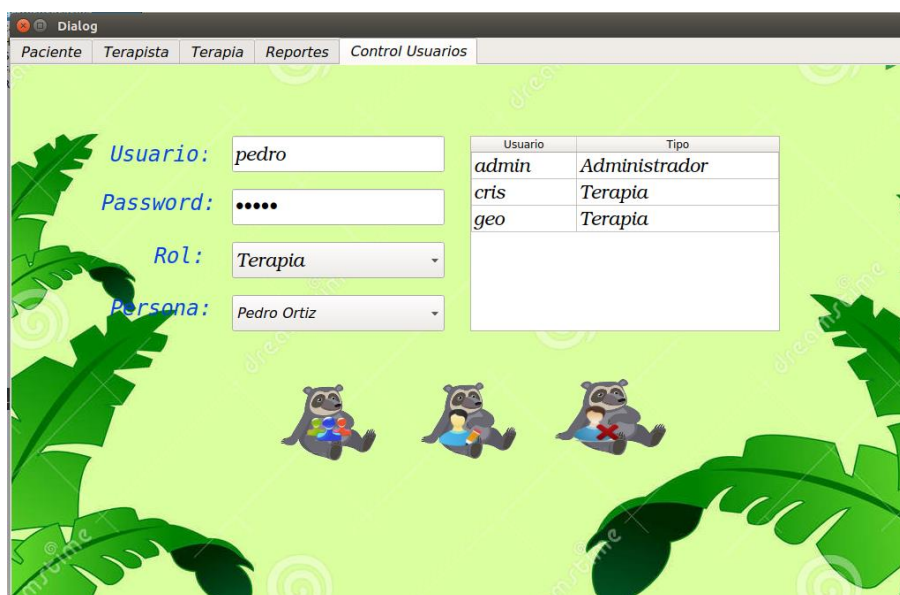 Dialog
Paciente Terapista Terapia Reportes Control Usuarios
Usuario: pedro
Password: •••••
Rol: Terapia
Persona: Pedro Ortiz
Usuario Tipo
admin Administrador
cris Terapia
geo Terapia
dreamstime